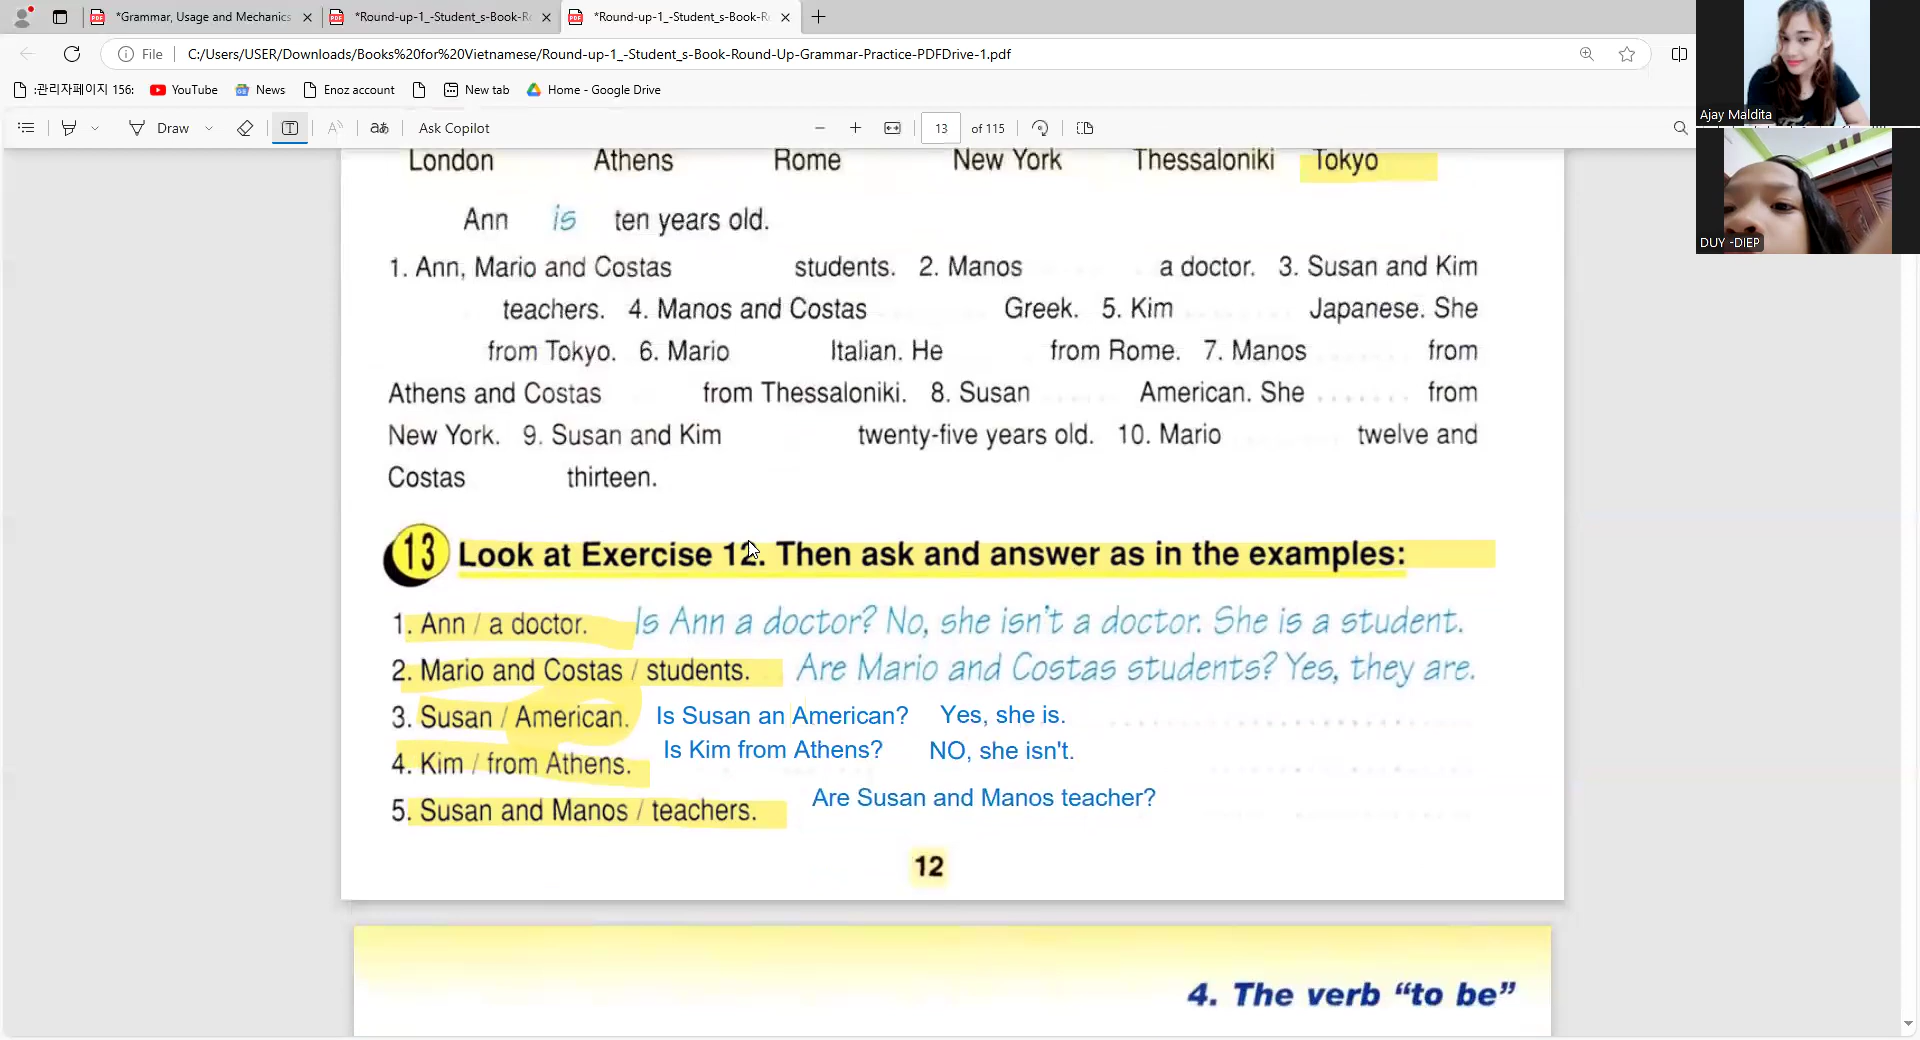 *Grammar, Usage and Mechanics
*Round-up-1_-Student_s-Book-R
*Round-up-1_-Student_s-Book-R
File C:/Users/USER/Downloads/Books%20for%20Vietnamese/Round-up-1_-Student_s-Book-Round-Up-Grammar-Practice-PDFDrive-1.pdf
:관리자페이지 156: YouTube News Enoz account New tab Home - Google Drive
Draw Ask Copilot 13 of 115
Ajay Maldita
DUY -DIEP
London Athens Rome New York Thessaloniki Tokyo
Ann is ten years old.
1. Ann, Mario and Costas students. 2. Manos a doctor. 3. Susan and Kim
teachers. 4. Manos and Costas Greek. 5. Kim Japanese. She
from Tokyo. 6. Mario Italian. He from Rome. 7. Manos from
Athens and Costas from Thessaloniki. 8. Susan American. She ....... from
New York. 9. Susan and Kim twenty-five years old. 10. Mario twelve and
Costas thirteen.
13 Look at Exercise 12. Then ask and answer as in the examples:
1. Ann / a doctor. Is Ann a doctor? No, she isn't a doctor. She is a student.
2. Mario and Costas / students. Are Mario and Costas students? Yes, they are.
3. Susan / American. Is Susan an American? Yes, she is.
4. Kim / from Athens. Is Kim from Athens? NO, she isn't.
5. Susan and Manos / teachers. Are Susan and Manos teacher?
12
4. The verb “to be”